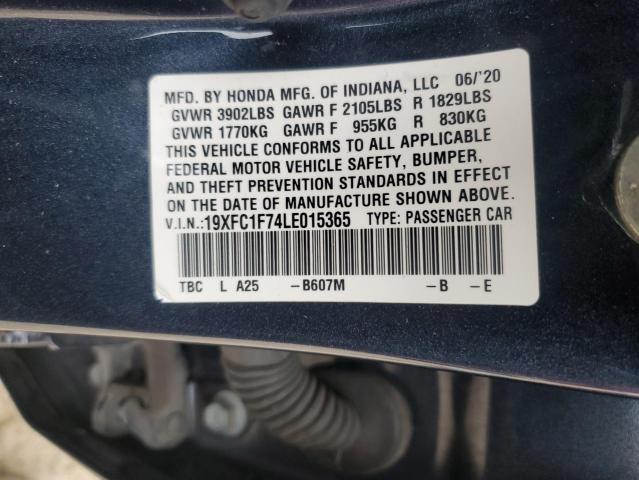 MFD. BY HONDA MFG. OF INDIANA, LLC 06/'20
GVWR 3902LBS GAWR F 2105LBS R 1829LBS
GVWR 1770KG GAWR F 955KG R 830KG
THIS VEHICLE CONFORMS TO ALL APPLICABLE
FEDERAL MOTOR VEHICLE SAFETY, BUMPER,
AND THEFT PREVENTION STANDARDS IN EFFECT
ON THE DATE OF MANUFACTURE SHOWN ABOVE.
V.I.N.:19XFC1F74LE015365 TYPE: PASSENGER CAR
TBC L A25 -B607M -B -E